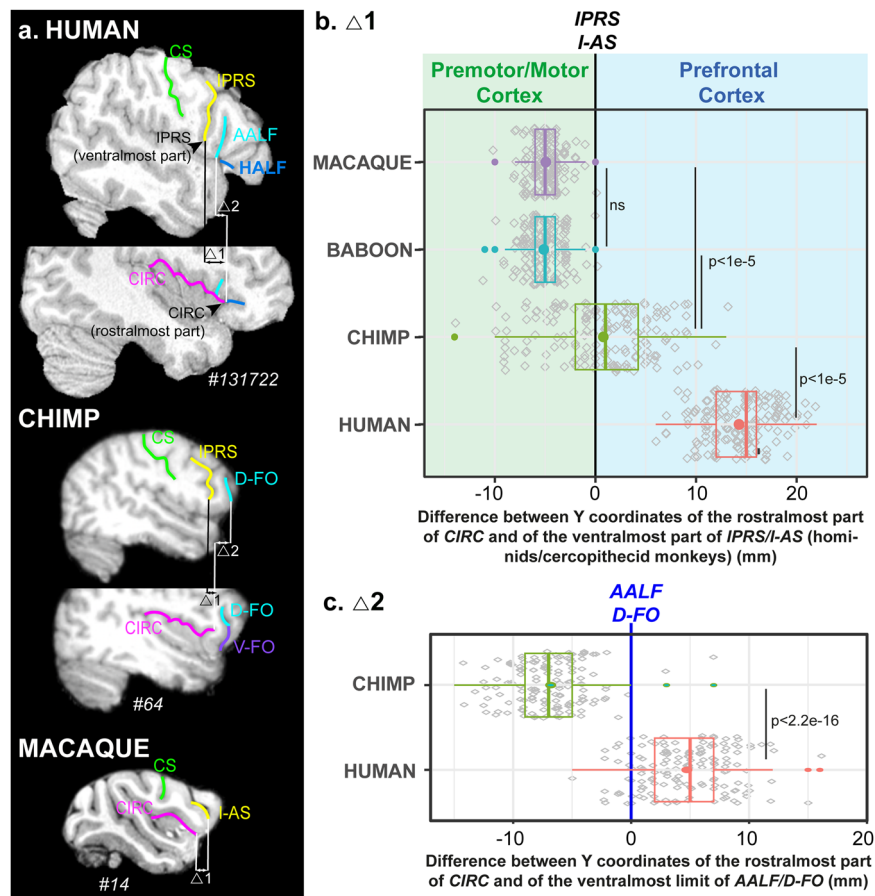 a. HUMAN
CS
IPRS
IPRS
(ventralmost part)
AALF
HALF
△2
△1
CIRC
CIRC
(rostralmost part)
#131722
CHIMP
CS
IPRS
D-FO
△2
△1
D-FO
CIRC
V-FO
#64
MACAQUE
CS
CIRC
I-AS
△1
#14
b. △1
IPRS
I-AS
Premotor/Motor
Cortex
Prefrontal
Cortex
MACAQUE
BABOON
CHIMP
HUMAN
ns
p<1e-5
p<1e-5
-10 0 10 20
Difference between Y coordinates of the rostralmost part
of CIRC and of the ventralmost part of IPRS/I-AS (homi-
nids/cercopithecid monkeys) (mm)
c. △2
AALF
D-FO
CHIMP
HUMAN
p<2.2e-16
-10 0 10 20
Difference between Y coordinates of the rostralmost part
of CIRC and of the ventralmost limit of AALF/D-FO (mm)